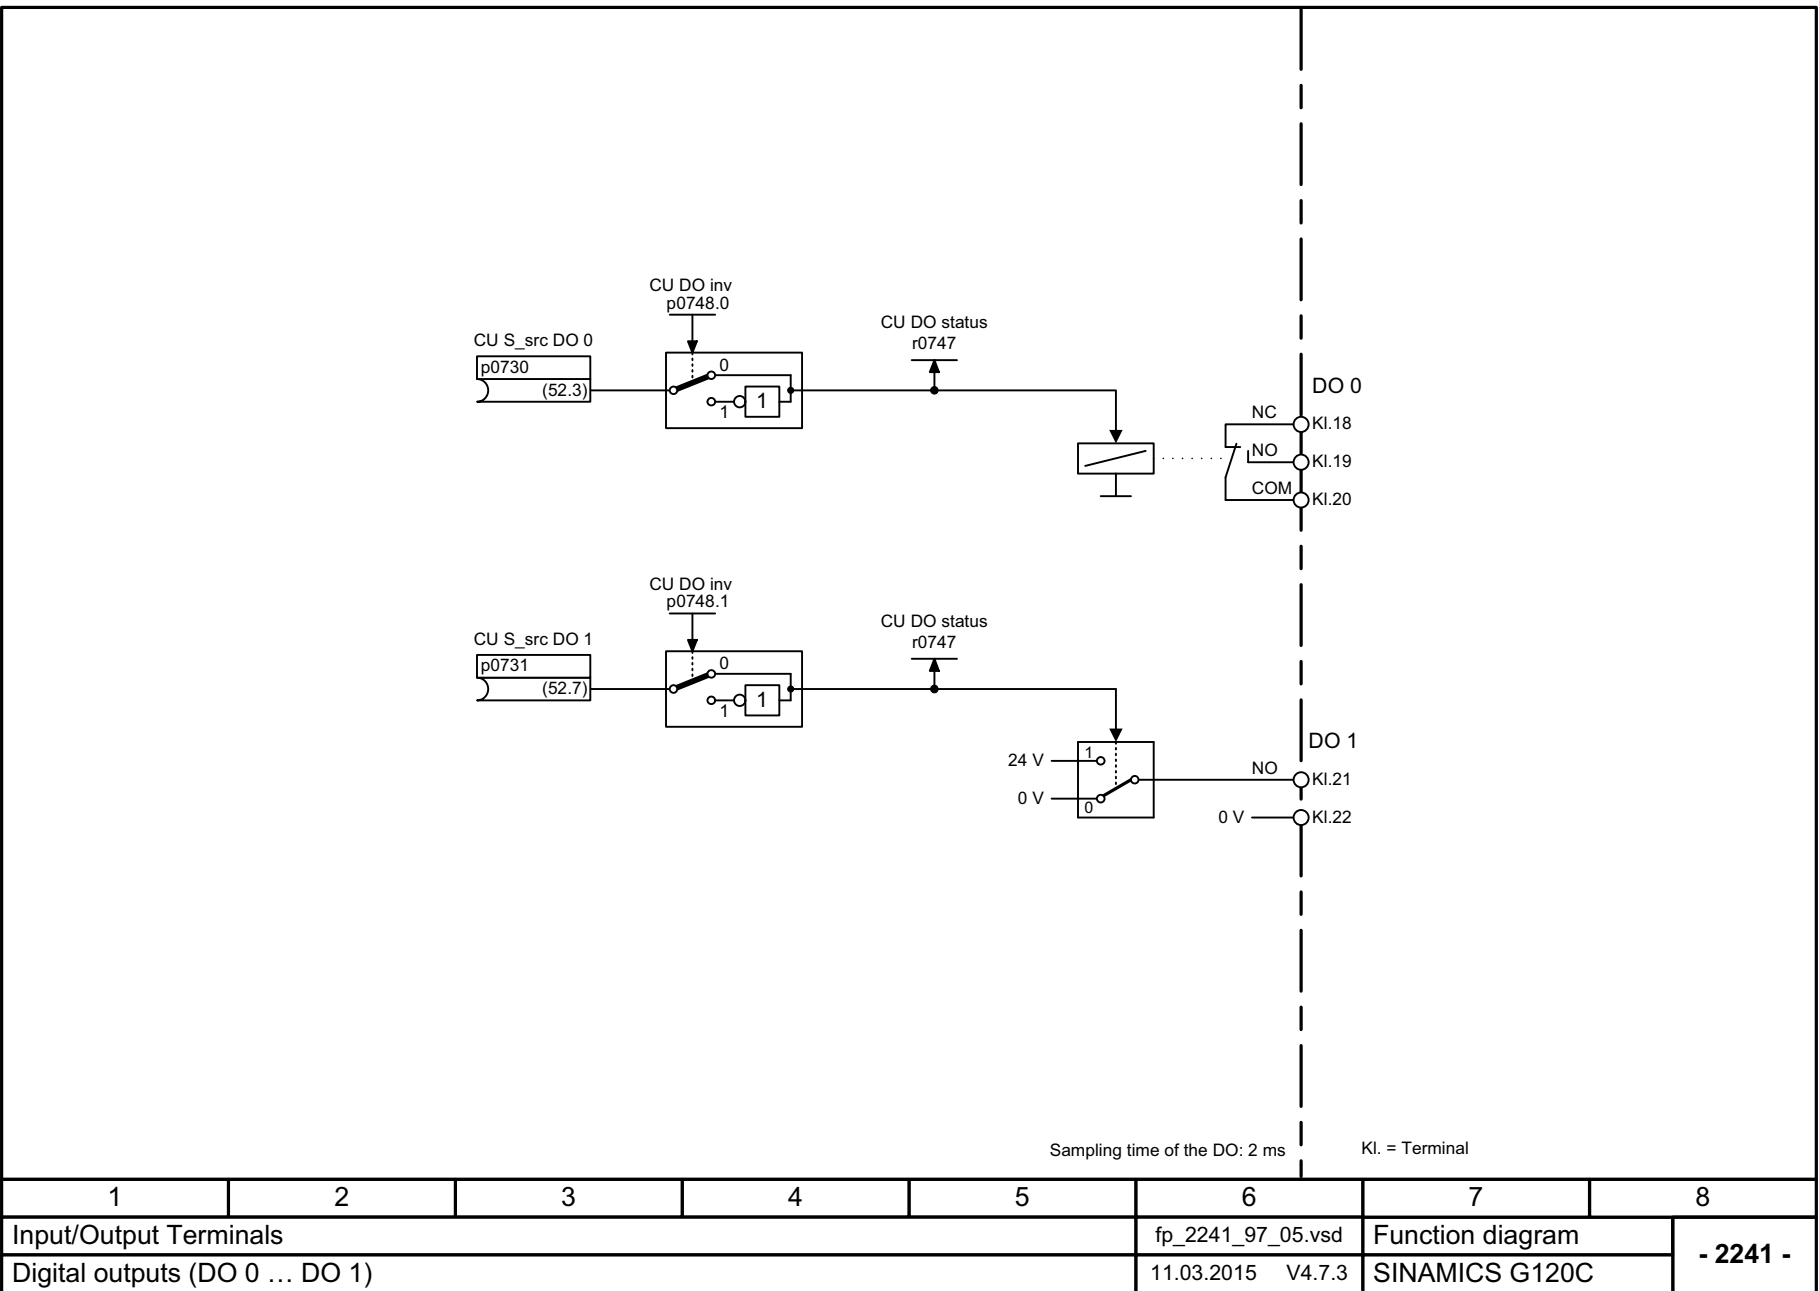 CU DO inv
p0748.0
CU S_src DO 0
p0730
(52.3)
0
1
1
CU DO status
r0747
DO 0
NC
Kl.18
NO
Kl.19
COM
Kl.20
CU DO inv
p0748.1
CU S_src DO 1
p0731
(52.7)
0
1
1
CU DO status
r0747
DO 1
24 V
1
0 V
0
NO
Kl.21
0 V
Kl.22
Sampling time of the DO: 2 ms
Kl. = Terminal
1 2 3 4 5 6 7 8
Input/Output Terminals
fp_2241_97_05.vsd
Function diagram
- 2241 -
Digital outputs (DO 0 … DO 1)
11.03.2015 V4.7.3
SINAMICS G120C